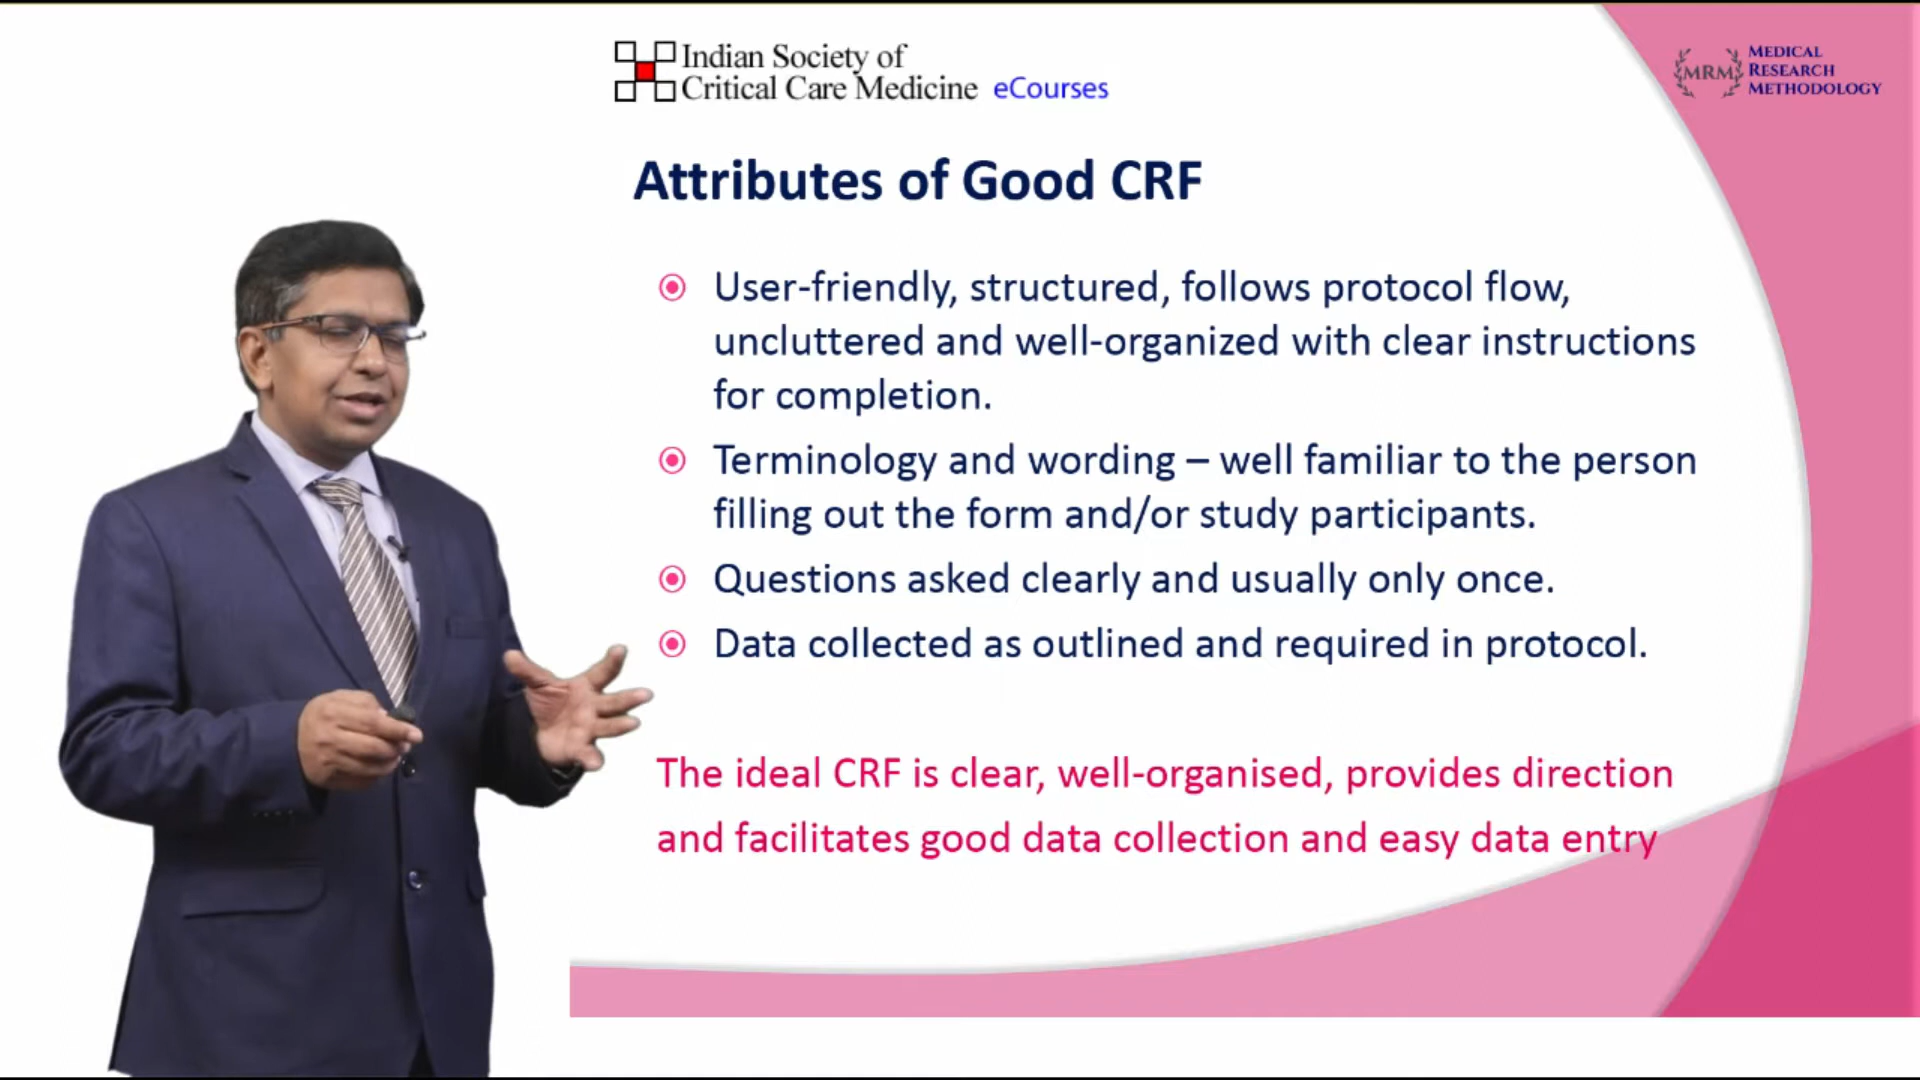 Indian Society of
Critical Care Medicine eCourses
MRM
MEDICAL
RESEARCH
METHODOLOGY
Attributes of Good CRF
User-friendly, structured, follows protocol flow,
uncluttered and well-organized with clear instructions
for completion.
Terminology and wording – well familiar to the person
filling out the form and/or study participants.
Questions asked clearly and usually only once.
Data collected as outlined and required in protocol.
The ideal CRF is clear, well-organised, provides direction
and facilitates good data collection and easy data entry